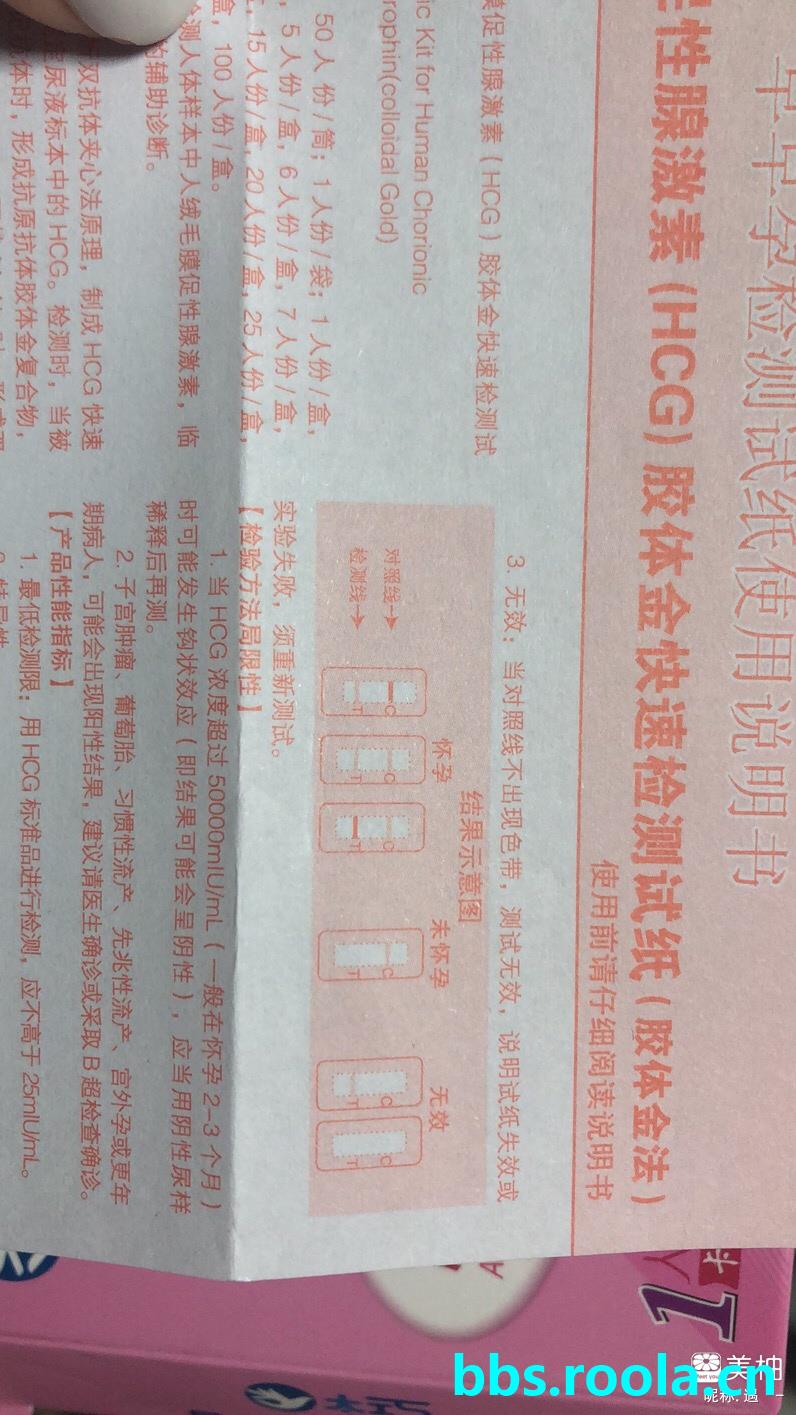 早早孕检测试纸使用说明书
性腺激素（HCG）胶体金快速检测试纸（胶体金法）
使用前请仔细阅读说明书
膜促性腺激素（HCG）胶体金快速检测试
ic Kit for Human Chorionic
rophin(colloidal Gold)
50人份/筒；1人份/袋；1人份/盒，
5人份/盒，6人份/盒，7人份/盒，
15人份/盒，20人份/盒，25人份/盒，
盒，100人份/盒。
测人体样本中人绒毛膜促性腺激素，临
的辅助诊断。
双抗体夹心法原理，制成HCG快速
尿液标本中的HCG。检测时，当被
体时，形成抗原抗体胶体金复合物，
3. 无效：当对照线不出现色带，测试无效，说明试纸失效或
结果示意图
怀孕
未怀孕
无效
对照线→
检测线→
C
T
C
T
C
T
C
T
C
T
C
T
实验失败，须重新测试。
【检验方法局限性】
1. 当HCG浓度超过50000mIU/mL（一般在怀孕2-3个月）
时可能发生钩状效应（即结果可能会呈阴性），应当用阴性尿样
稀释后再测。
2. 子宫肿瘤、葡萄胎、习惯性流产、先兆性流产、宫外孕或更年
期病人，可能会出现阳性结果，建议请医生确诊或采取B超检查确诊。
【产品性能指标】
1. 最低检测限：用HCG标准品进行检测，应不高于25mIU/mL。
2. 特异性
1
人
A
美柚
bbs.roola.cn
昵称:遇